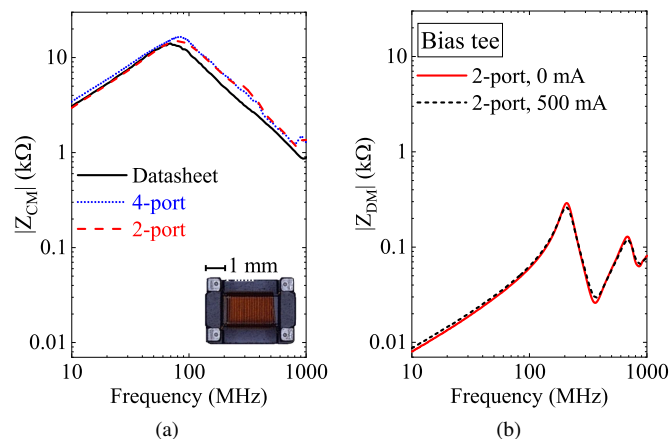 |Z_CM| (kΩ)
10
1
0.1
0.01
Datasheet
4-port
2-port
1 mm
10 100 1000
Frequency (MHz)
(a)
|Z_DM| (kΩ)
10
1
0.1
0.01
Bias tee
2-port, 0 mA
2-port, 500 mA
10 100 1000
Frequency (MHz)
(b)